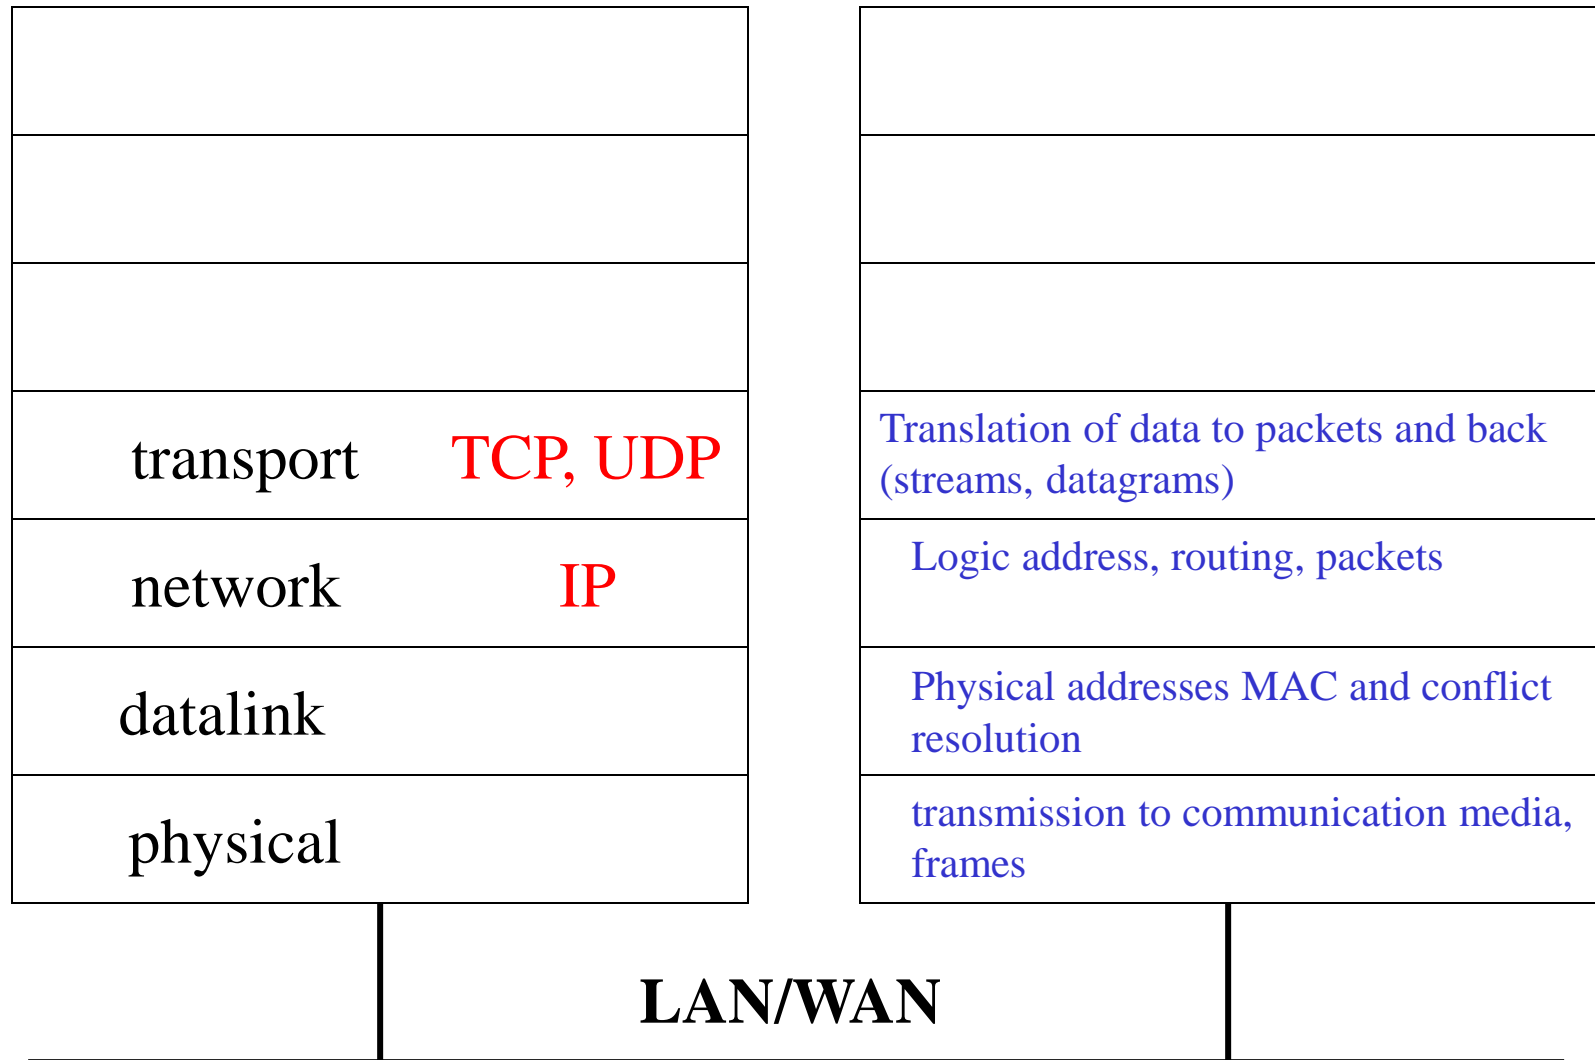 transport TCP, UDP
Translation of data to packets and back
(streams, datagrams)
network IP
Logic address, routing, packets
datalink
Physical addresses MAC and conflict
resolution
physical
transmission to communication media,
frames
LAN/WAN